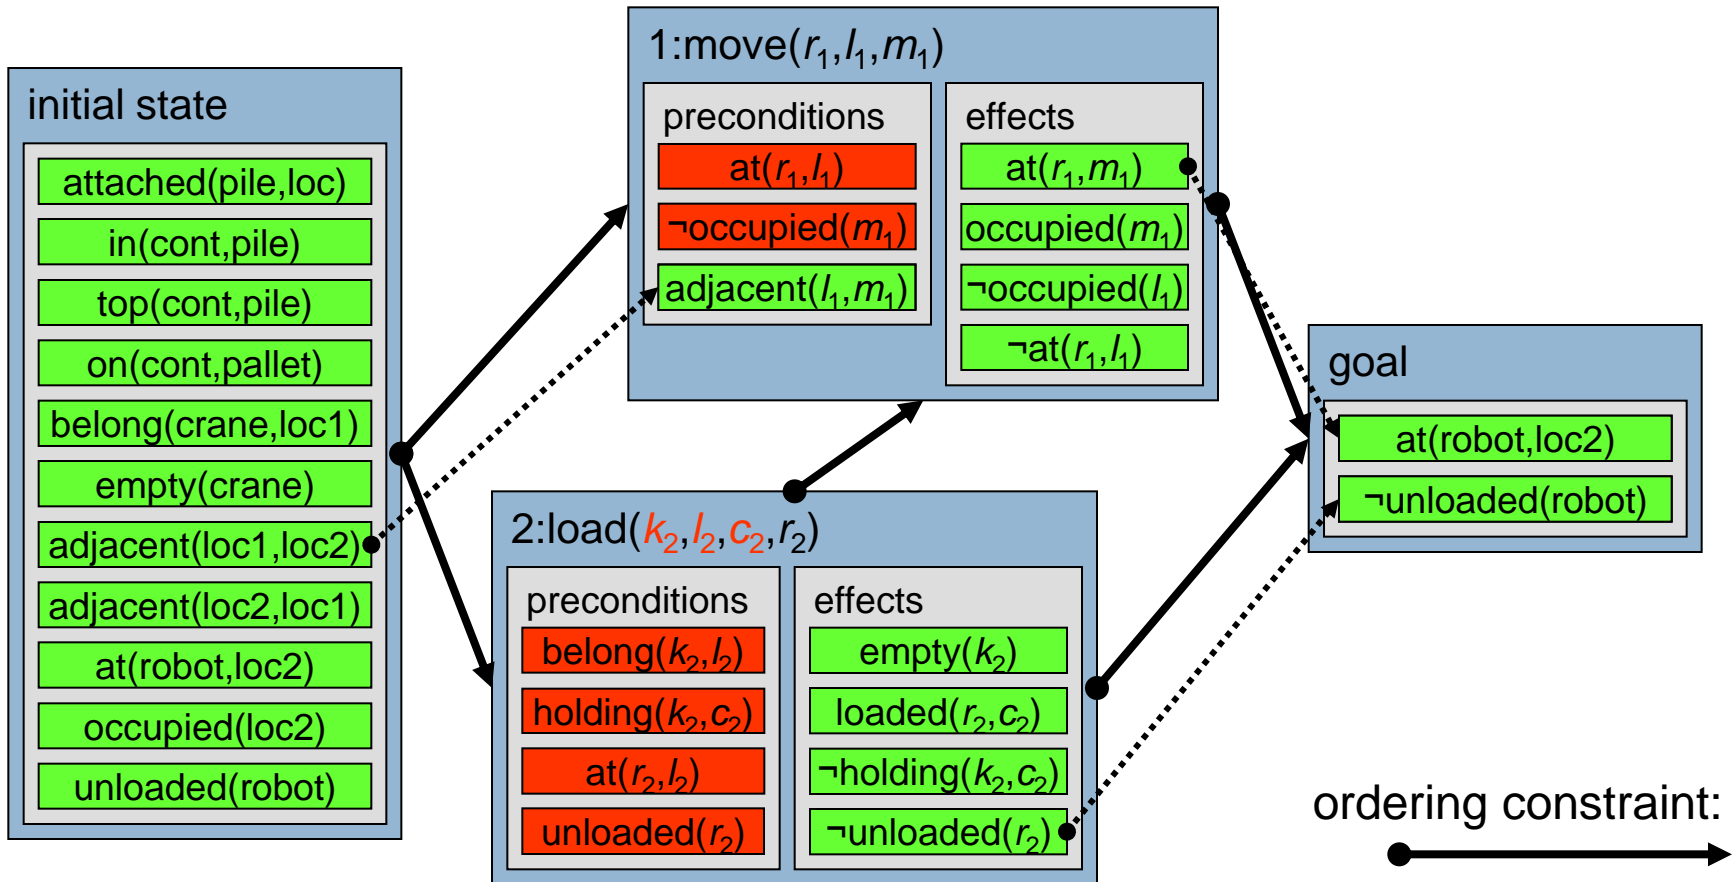 initial state
attached(pile,loc)
in(cont,pile)
top(cont,pile)
on(cont,pallet)
belong(crane,loc1)
empty(crane)
adjacent(loc1,loc2)
adjacent(loc2,loc1)
at(robot,loc2)
occupied(loc2)
unloaded(robot)
1:move(r₁,l₁,m₁)
preconditions
at(r₁,l₁)
¬occupied(m₁)
adjacent(l₁,m₁)
effects
at(r₁,m₁)
occupied(m₁)
¬occupied(l₁)
¬at(r₁,l₁)
2:load(k₂,l₂,c₂,r₂)
preconditions
belong(k₂,l₂)
holding(k₂,c₂)
at(r₂,l₂)
unloaded(r₂)
effects
empty(k₂)
loaded(r₂,c₂)
¬holding(k₂,c₂)
¬unloaded(r₂)
goal
at(robot,loc2)
¬unloaded(robot)
ordering constraint: